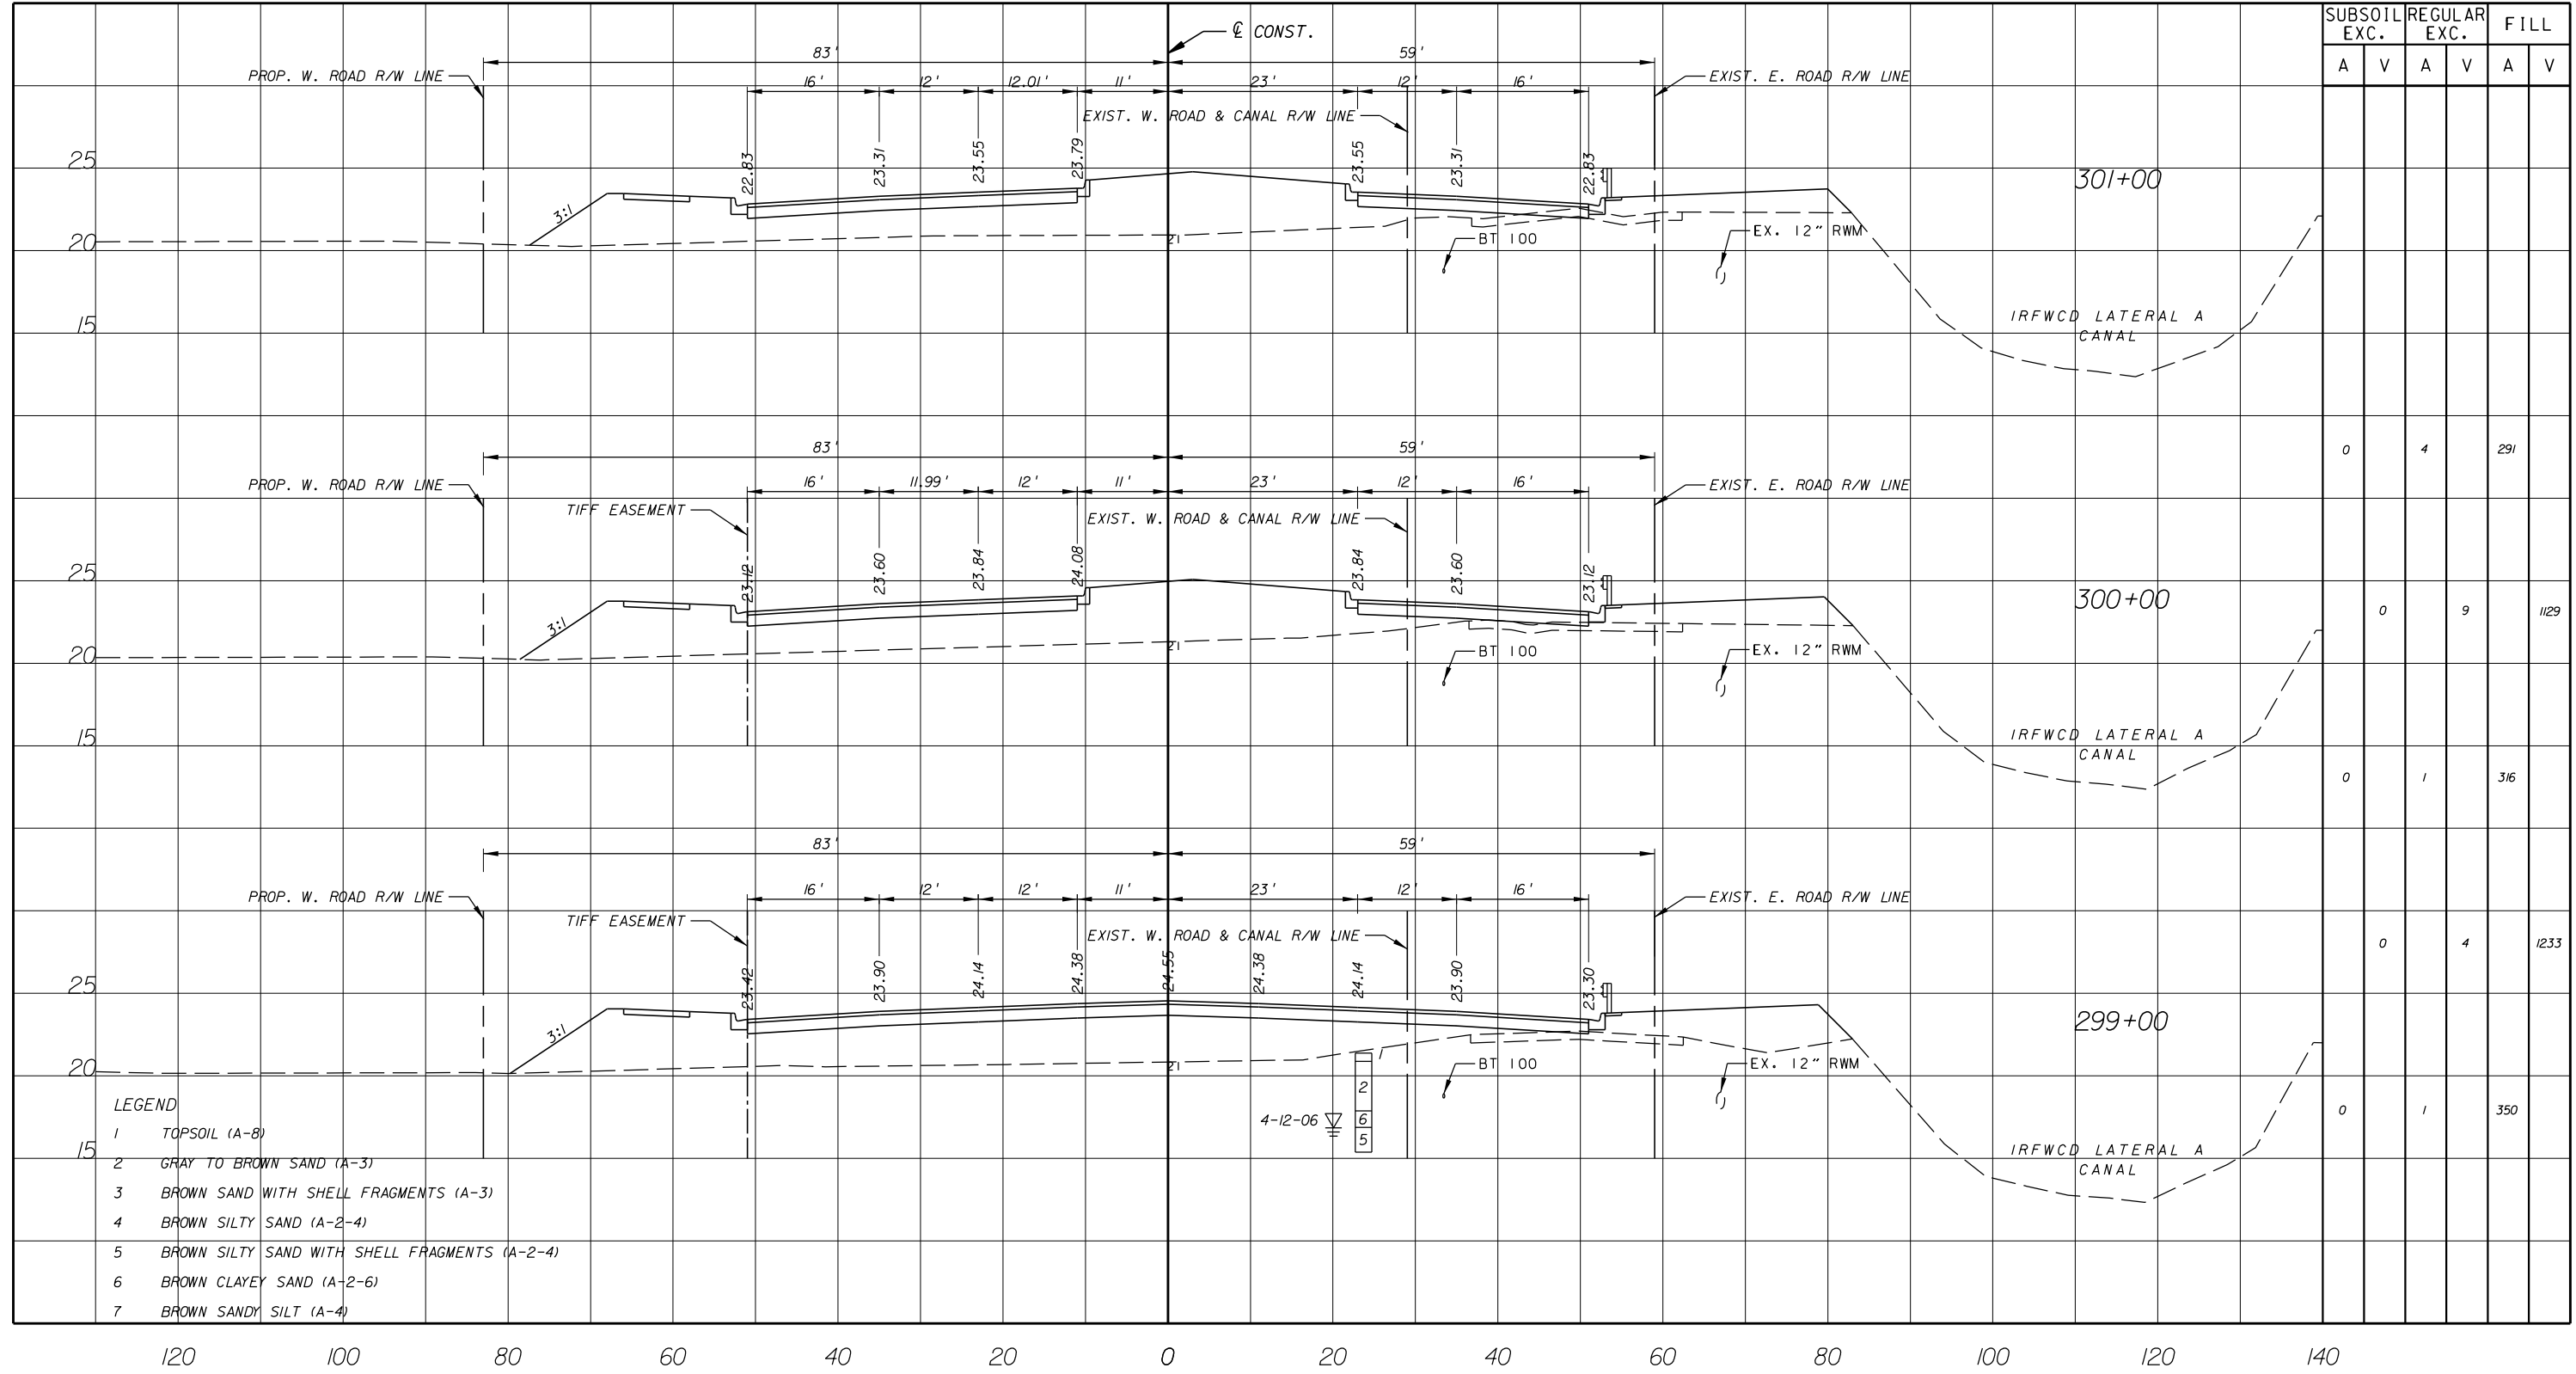 SUBSOIL EXC. REGULAR EXC. FILL
A V A V A V
℄ CONST.
83' 59'
PROP. W. ROAD R/W LINE
EXIST. E. ROAD R/W LINE
16' 12' 12.01' 11' 23' 12' 16'
EXIST. W. ROAD & CANAL R/W LINE
22.83 23.31 23.55 23.79 23.55 23.31 22.83
25
301+00
3:1
20
21
BT 100
EX. 12" RWM
15
IRFWCD LATERAL A
CANAL
83' 59'
0 4 291
PROP. W. ROAD R/W LINE
EXIST. E. ROAD R/W LINE
16' 11.99' 12' 11' 23' 12' 16'
TIFF EASEMENT
EXIST. W. ROAD & CANAL R/W LINE
23.12 23.60 23.84 24.08 23.84 23.60 23.12
25
300+00
0 9 1129
3:1
20
21
BT 100
EX. 12" RWM
15
IRFWCD LATERAL A
CANAL
0 1 316
83' 59'
PROP. W. ROAD R/W LINE
EXIST. E. ROAD R/W LINE
16' 12' 12' 11' 23' 12' 16'
TIFF EASEMENT
EXIST. W. ROAD & CANAL R/W LINE
0 4 1233
23.42 23.90 24.14 24.38 24.55 24.38 24.14 23.90 23.30
25
299+00
3:1
20
21
BT 100
EX. 12" RWM
2
4-12-06 6
5
0 1 350
15
IRFWCD LATERAL A
CANAL
LEGEND
1 TOPSOIL (A-8)
2 GRAY TO BROWN SAND (A-3)
3 BROWN SAND WITH SHELL FRAGMENTS (A-3)
4 BROWN SILTY SAND (A-2-4)
5 BROWN SILTY SAND WITH SHELL FRAGMENTS (A-2-4)
6 BROWN CLAYEY SAND (A-2-6)
7 BROWN SANDY SILT (A-4)
120 100 80 60 40 20 0 20 40 60 80 100 120 140